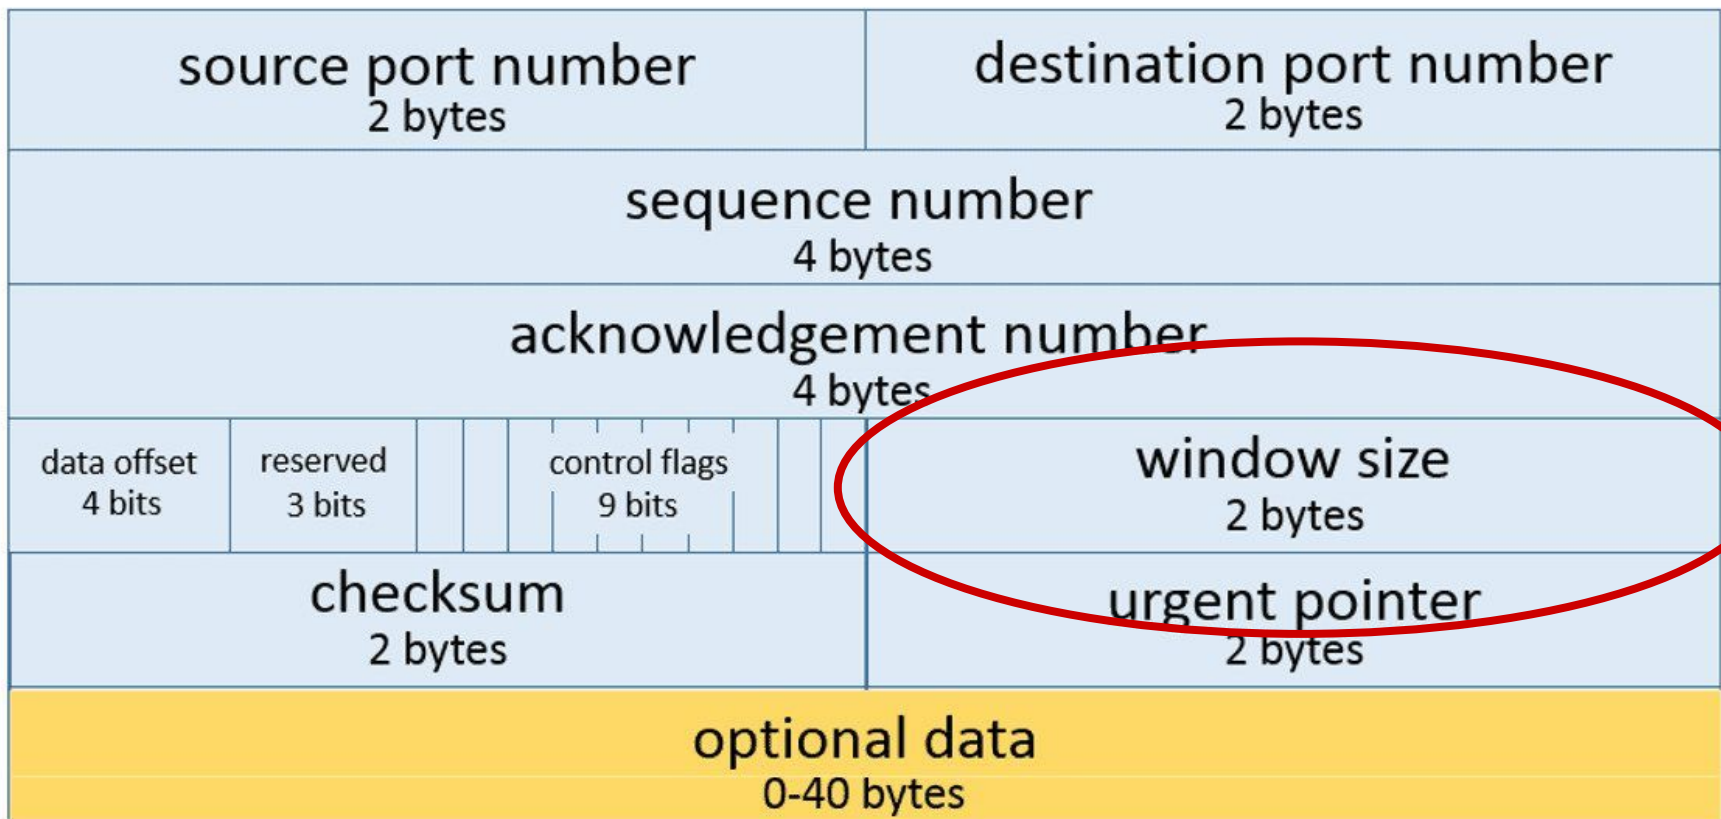 source port number
2 bytes
destination port number
2 bytes
sequence number
4 bytes
acknowledgement number
4 bytes
data offset
4 bits
reserved
3 bits
control flags
9 bits
window size
2 bytes
checksum
2 bytes
urgent pointer
2 bytes
optional data
0-40 bytes